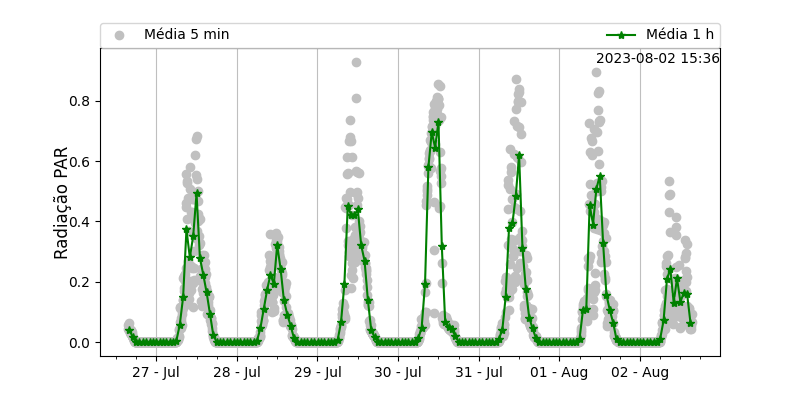 Média 5 min
Média 1 h
2023-08-02 15:36
Radiação PAR
0.8
0.6
0.4
0.2
0.0
27 - Jul
28 - Jul
29 - Jul
30 - Jul
31 - Jul
01 - Aug
02 - Aug